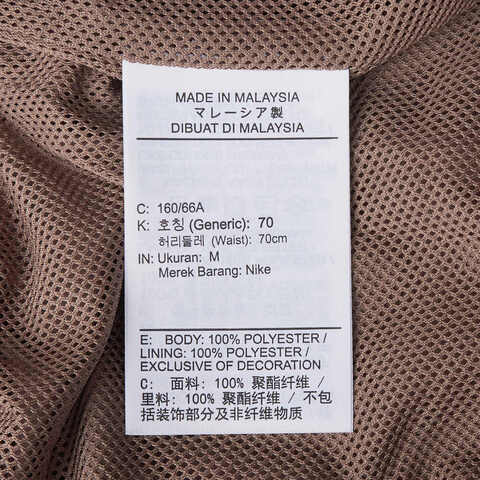 MADE IN MALAYSIA
マレーシア製
DIBUAT DI MALAYSIA
C: 160/66A
K: 호칭 (Generic): 70
허리둘레 (Waist): 70cm
IN: Ukuran: M
Merek Barang: Nike
E: BODY: 100% POLYESTER /
LINING: 100% POLYESTER /
EXCLUSIVE OF DECORATION
C: 面料: 100% 聚酯纤维 /
里料: 100% 聚酯纤维 / 不包
括装饰部分及非纤维物质